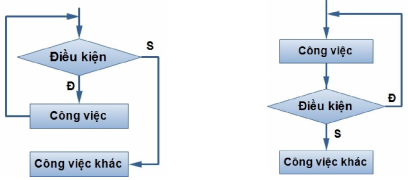 Điều kiện
S
Đ
Công việc
Công việc khác
Công việc
Điều kiện
Đ
S
Công việc khác